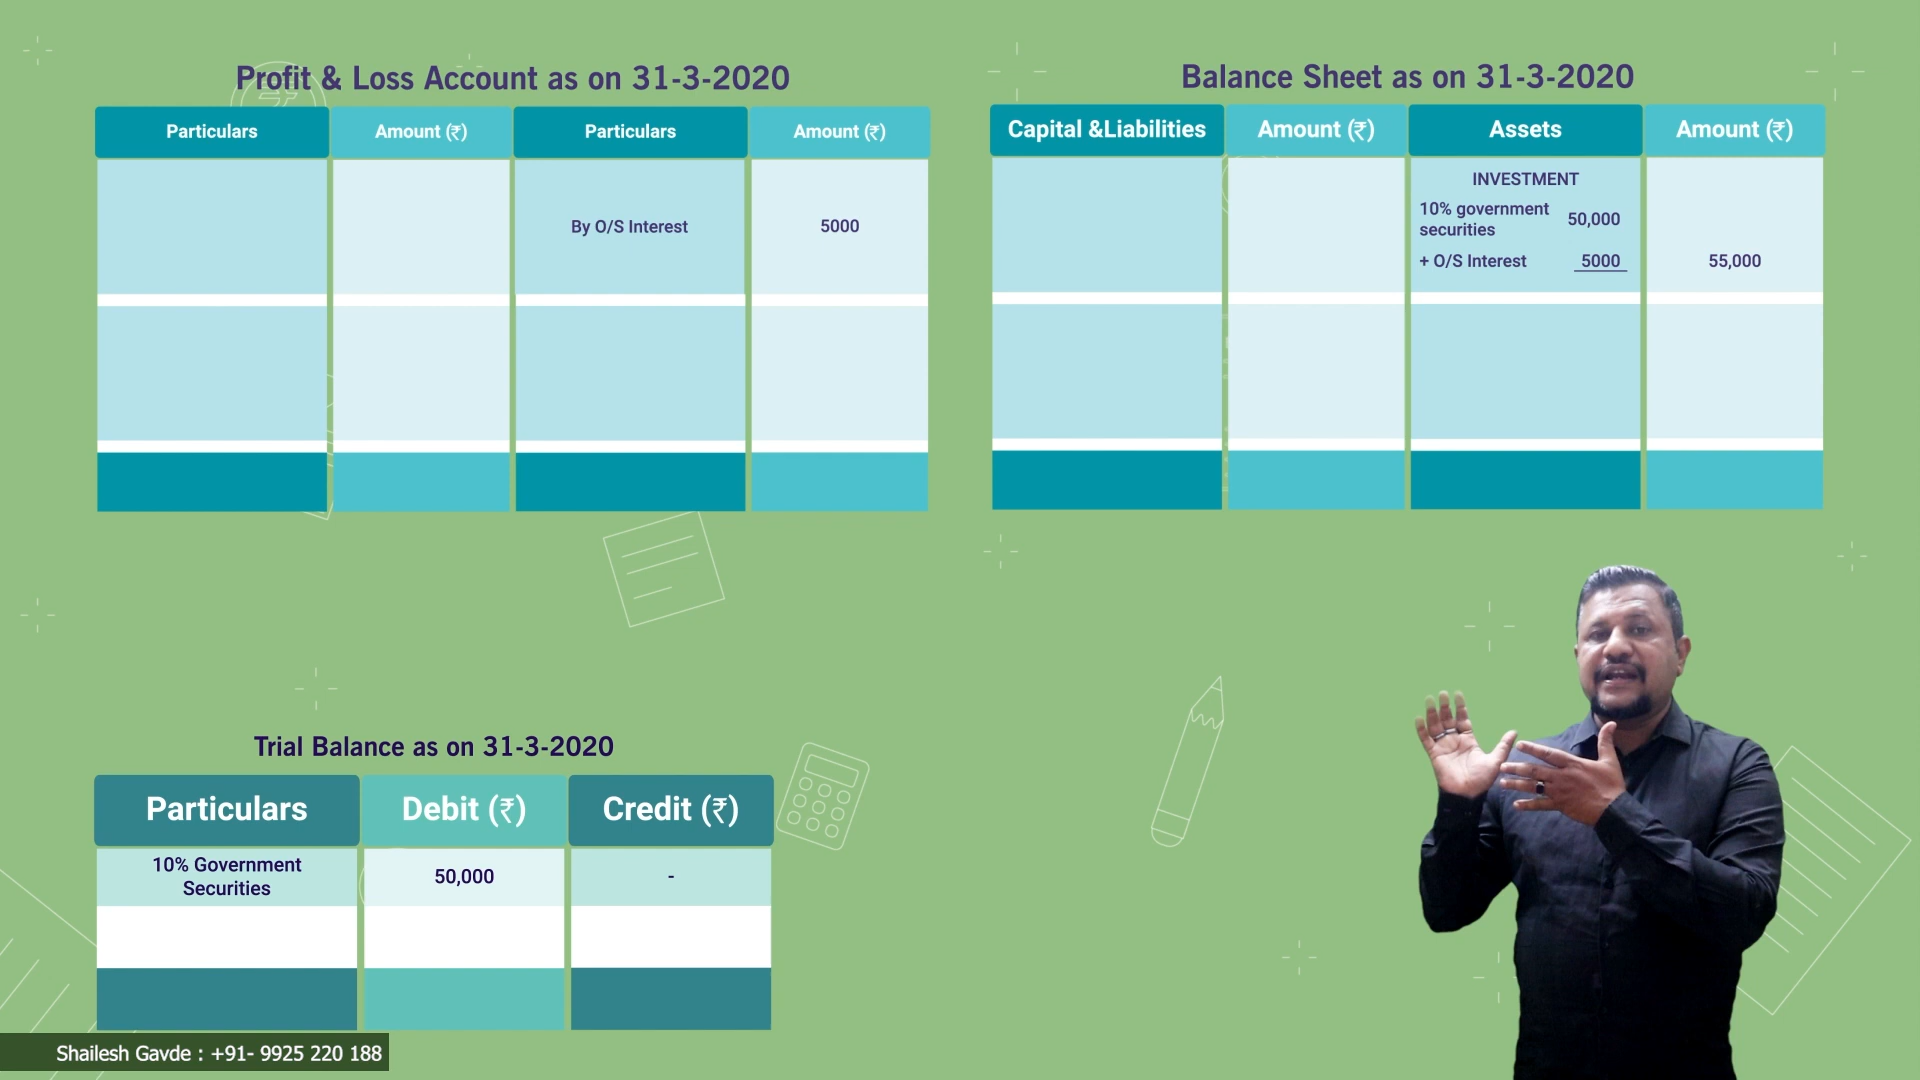 Profit & Loss Account as on 31-3-2020
Particulars Amount (₹) Particulars Amount (₹)
By O/S Interest 5000
Balance Sheet as on 31-3-2020
Capital &Liabilities Amount (₹) Assets Amount (₹)
INVESTMENT
10% government
securities 50,000
+ O/S Interest 5000 55,000
Trial Balance as on 31-3-2020
Particulars Debit (₹) Credit (₹)
10% Government
Securities 50,000 -
Shailesh Gavde : +91- 9925 220 188